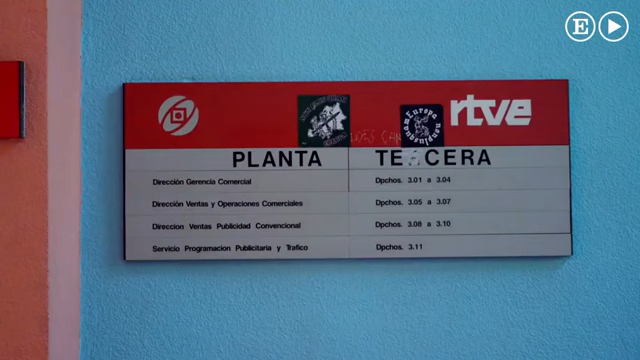 E
rtve
Europa
PLANTA TERCERA
Dirección Gerencia Comercial Dpchos. 3.01 a 3.04
Dirección Ventas y Operaciones Comerciales Dpchos. 3.05 a 3.07
Direccion Ventas Publicidad Convencional Dpchos. 3.08 a 3.10
Servicio Programacion Publicitaria y Trafico Dpchos. 3.11